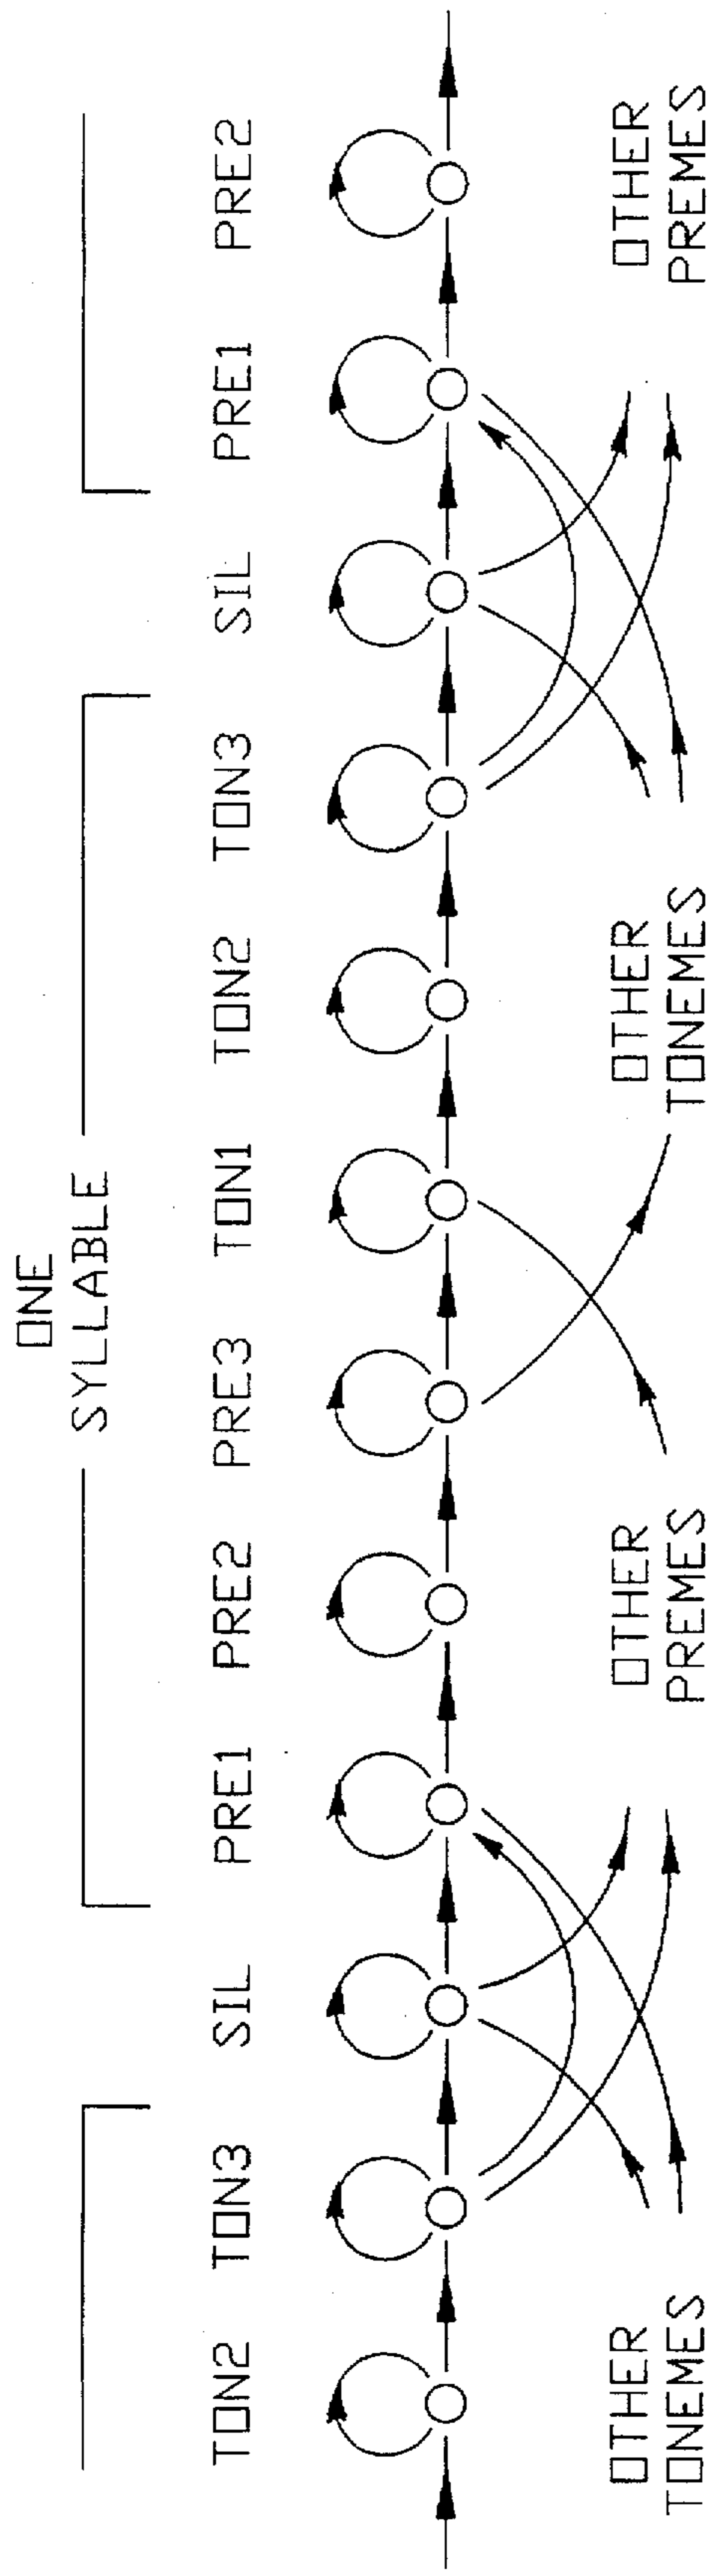 ONE
SYLLABLE
TON2 TON3 SIL PRE1 PRE2 PRE3 TON1 TON2 TON3 SIL PRE1 PRE2
OTHER
TONEMES
OTHER
PREMES
OTHER
TONEMES
OTHER
PREMES